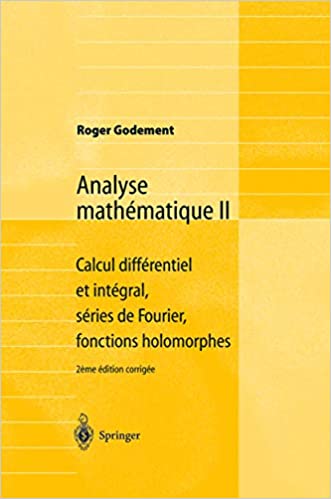 Roger Godement
Analyse
mathématique II
Calcul différentiel
et intégral,
séries de Fourier,
fonctions holomorphes
2ème édition corrigée
Springer